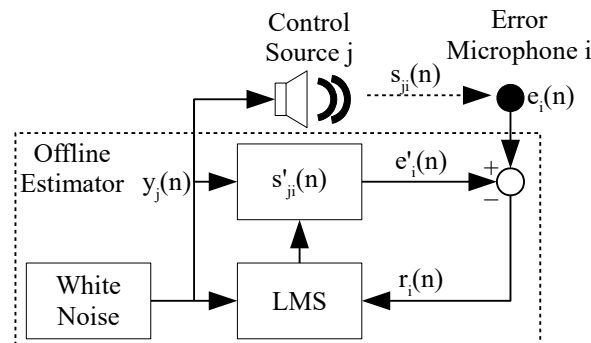 Control
Source j
Error
Microphone i
s_ji(n)
e_i(n)
Offline
Estimator
y_j(n)
s'_ji(n)
e'_i(n)
+
−
White
Noise
LMS
r_i(n)